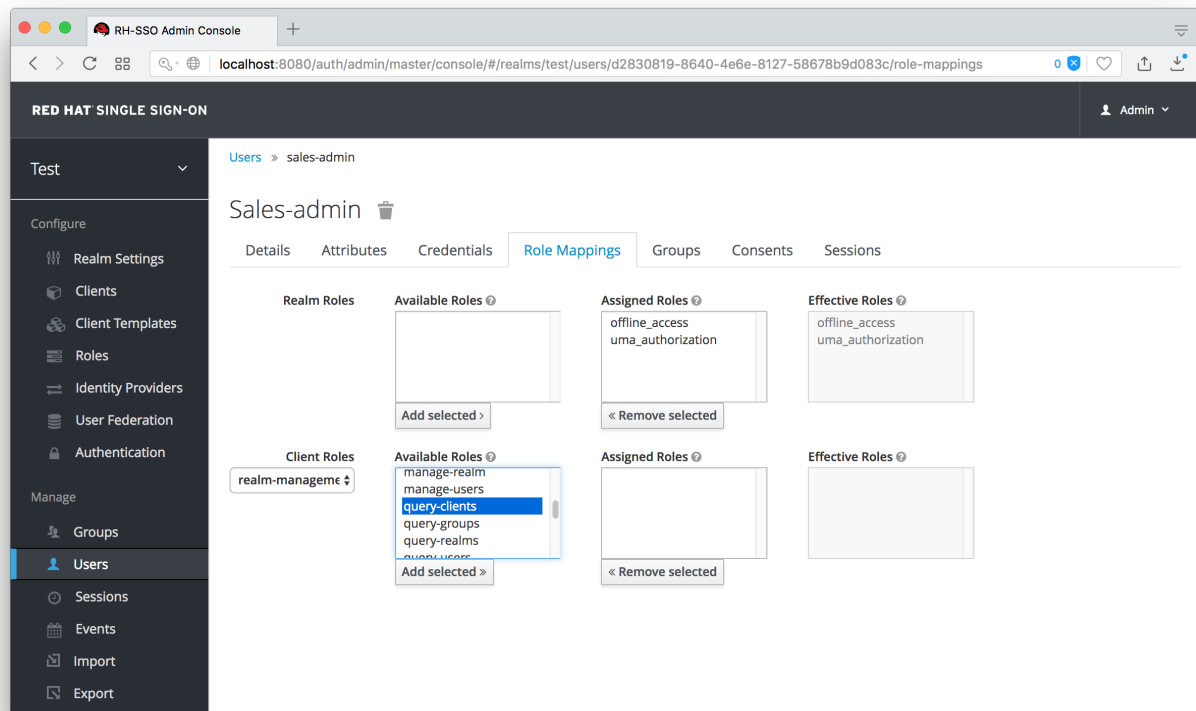 RH-SSO Admin Console
localhost:8080/auth/admin/master/console/#/realms/test/users/d2830819-8640-4e6e-8127-58678b9d083c/role-mappings
0
RED HAT SINGLE SIGN-ON
Admin
Test
Configure
Realm Settings
Clients
Client Templates
Roles
Identity Providers
User Federation
Authentication
Manage
Groups
Users
Sessions
Events
Import
Export
Users » sales-admin
Sales-admin
Details Attributes Credentials Role Mappings Groups Consents Sessions
Realm Roles
Available Roles
Add selected ›
Assigned Roles
offline_access
uma_authorization
« Remove selected
Effective Roles
offline_access
uma_authorization
Client Roles
realm-manageme
Available Roles
manage-realm
manage-users
query-clients
query-groups
query-realms
query-users
Add selected »
Assigned Roles
« Remove selected
Effective Roles